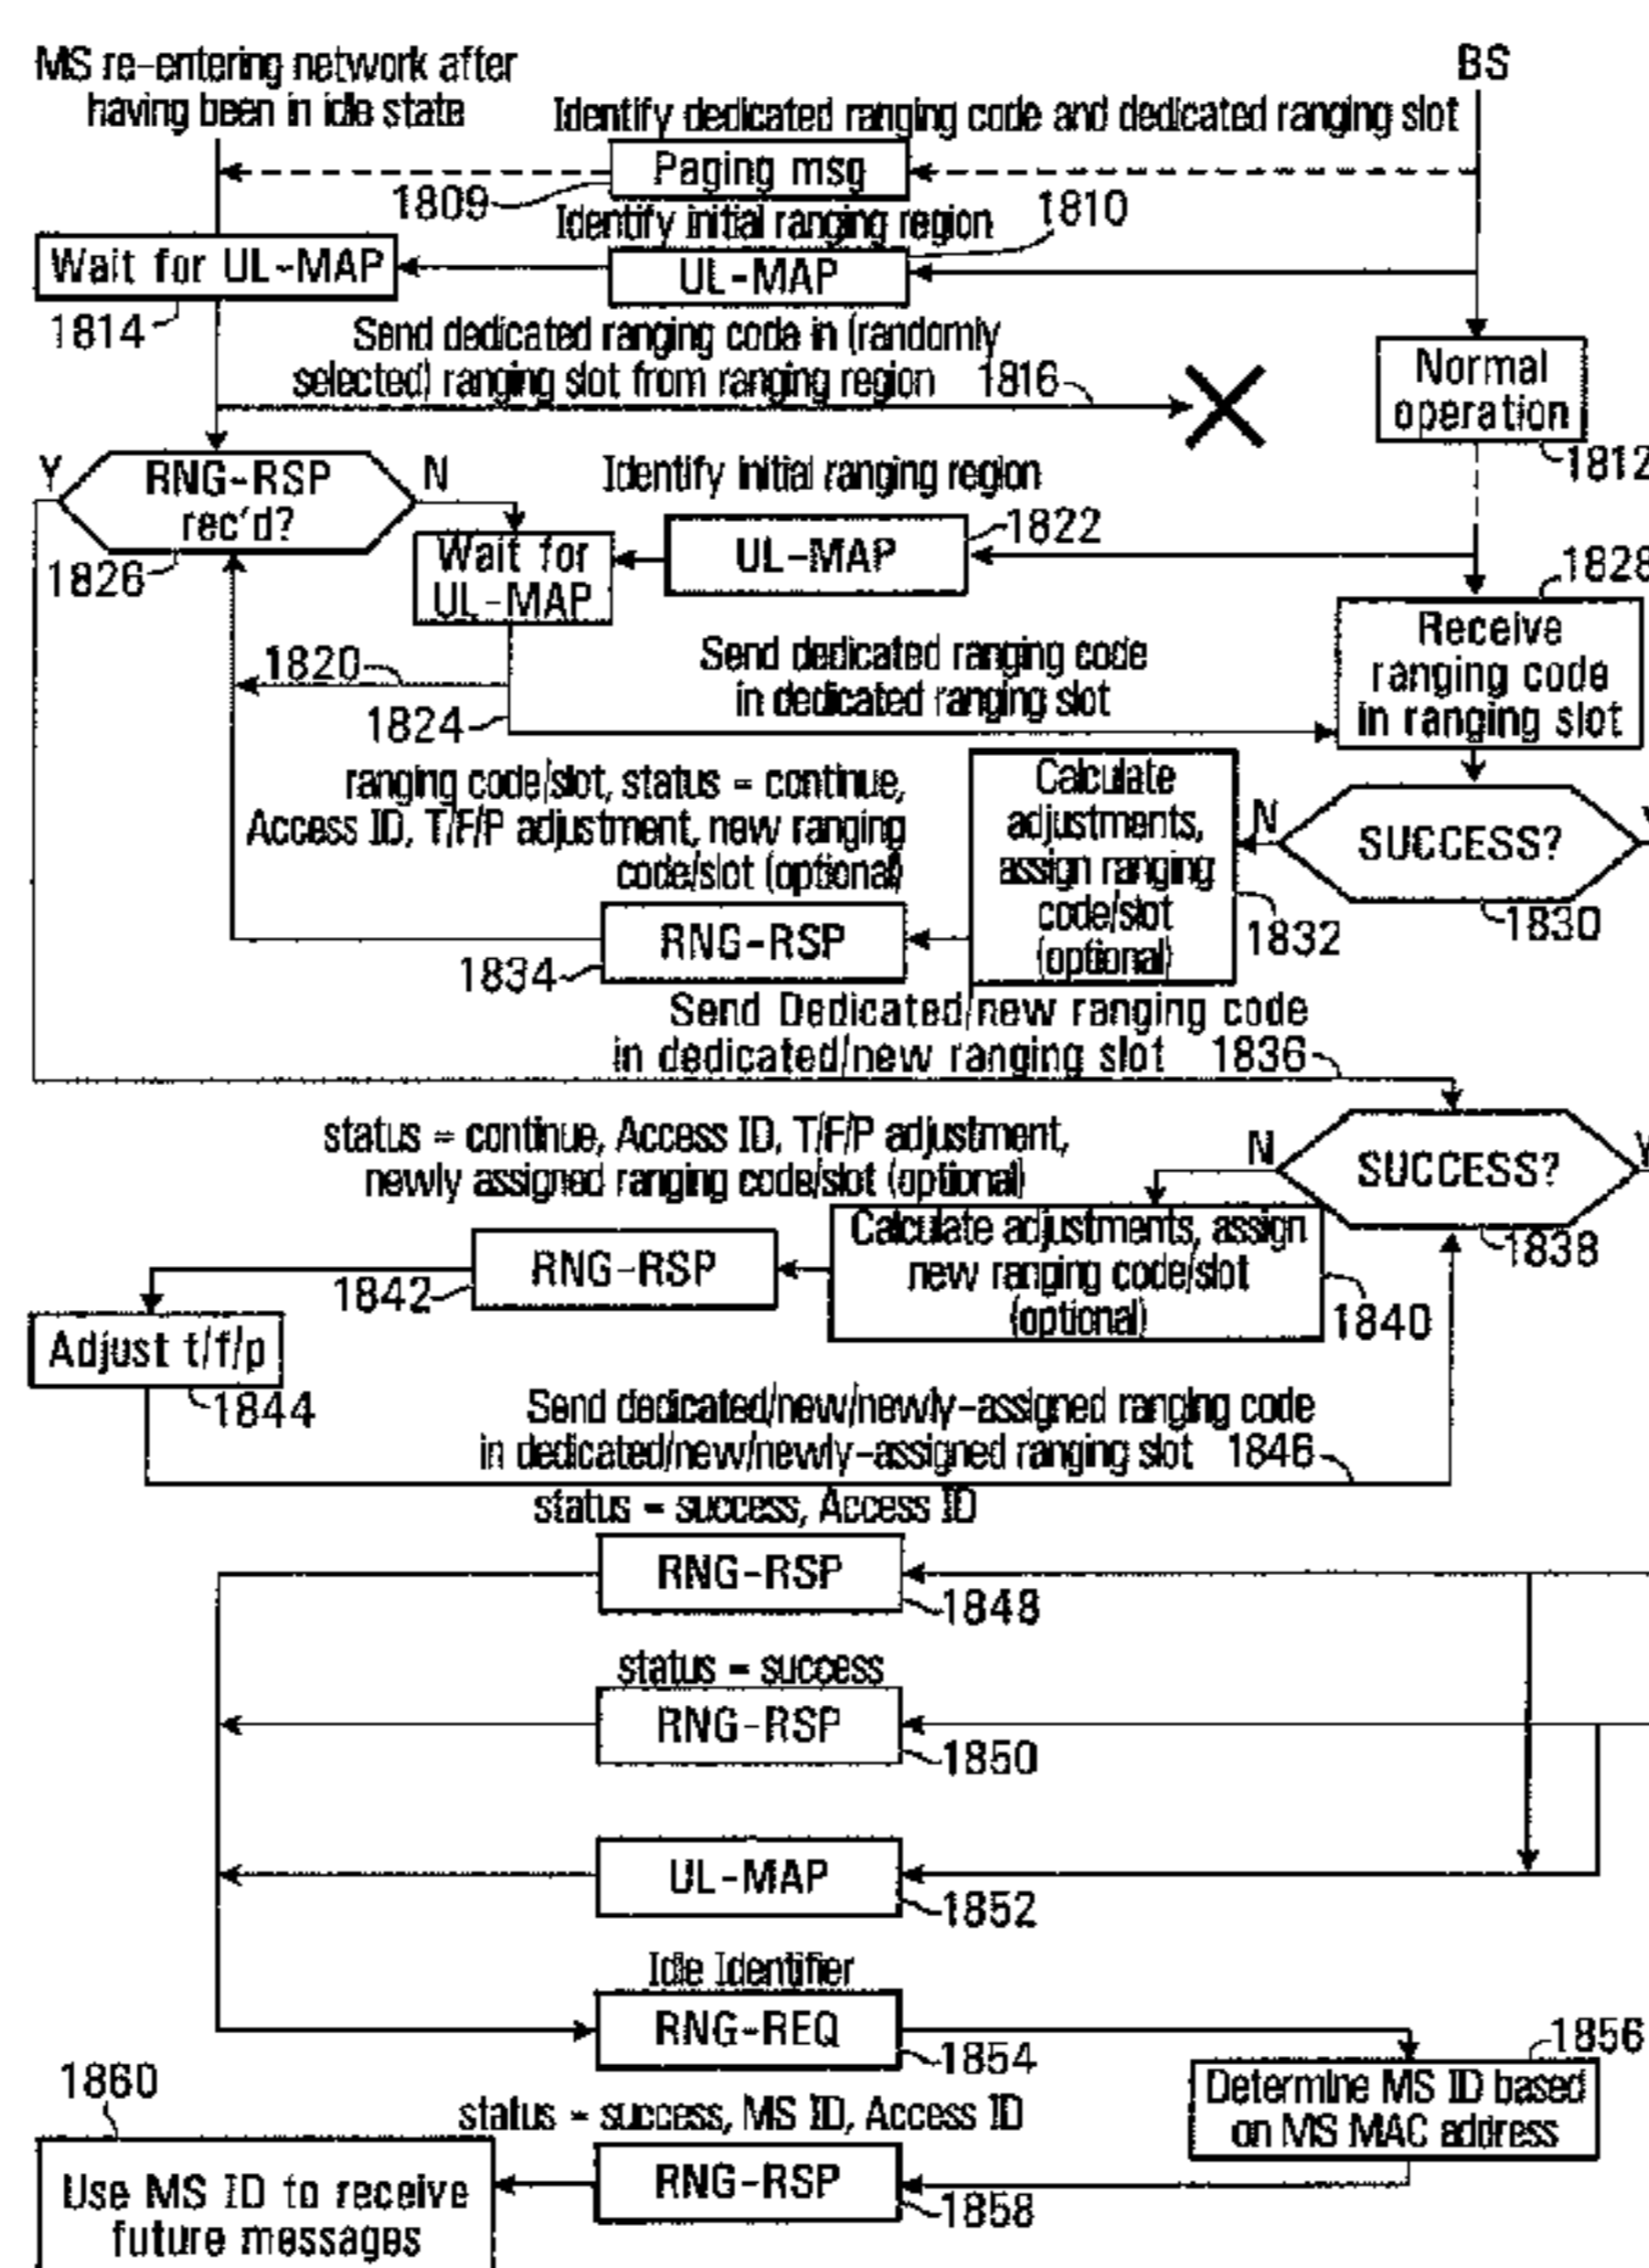 MS re-entering network after
having been in idle state
BS
Identify dedicated ranging code and dedicated ranging slot
Paging msg
1809
Identify initial ranging region
1810
Wait for UL-MAP
UL-MAP
1814
Send dedicated ranging code in (randomly
selected) ranging slot from ranging region
1816
Normal
operation
1812
Y
RNG-RSP
rec'd?
N
1826
Identify initial ranging region
Wait for
UL-MAP
UL-MAP
1822
1828
Receive
ranging code
in ranging slot
1820
1824
Send dedicated ranging code
in dedicated ranging slot
ranging code/slot, status = continue,
Access ID, T/F/P adjustment, new ranging
code/slot (optional)
Calculate
adjustments,
assign ranging
code/slot
(optional)
N
SUCCESS?
1830
1832
RNG-RSP
1834
Send Dedicated/new ranging code
in dedicated/new ranging slot
1836
status = continue, Access ID, T/F/P adjustment,
newly assigned ranging code/slot (optional)
N
SUCCESS?
1838
Calculate adjustments, assign
new ranging code/slot
(optional)
1840
RNG-RSP
1842
Adjust t/f/p
1844
Send dedicated/new/newly-assigned ranging code
in dedicated/new/newly-assigned ranging slot
1846
status = success, Access ID
RNG-RSP
1848
status = success
RNG-RSP
1850
UL-MAP
1852
Idle Identifier
RNG-REQ
1854
1856
Determine MS ID based
on MS MAC address
1860
status = success, MS ID, Access ID
RNG-RSP
1858
Use MS ID to receive
future messages